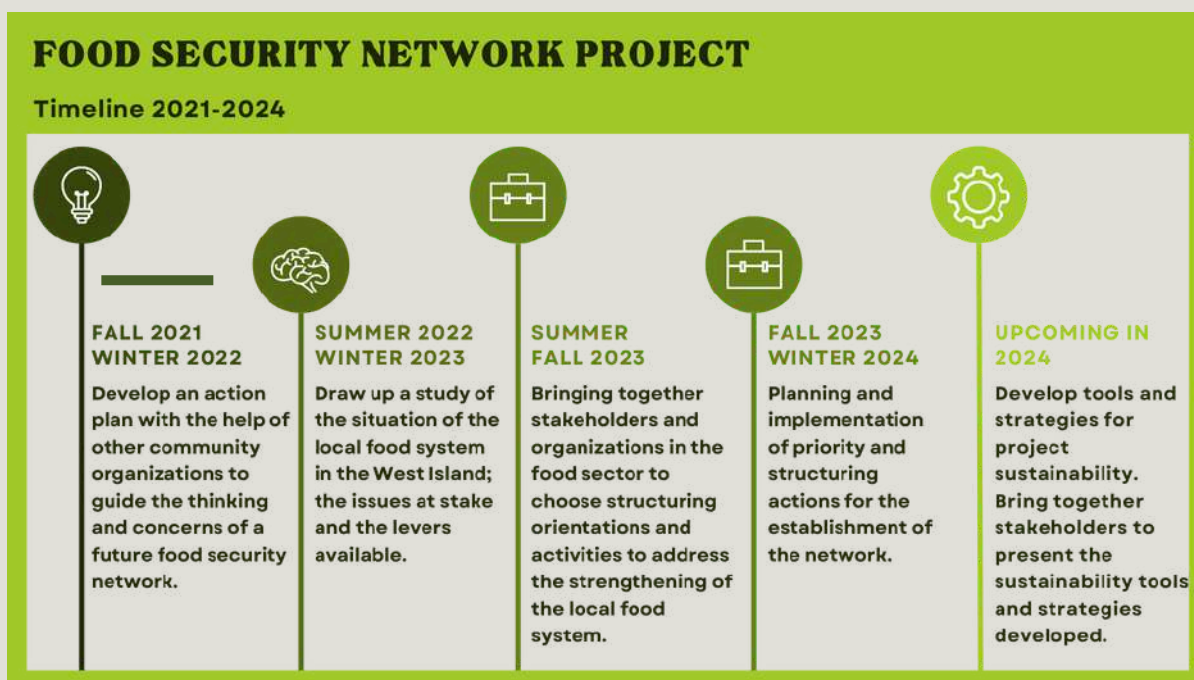 FOOD SECURITY NETWORK PROJECT
Timeline 2021-2024
FALL 2021
WINTER 2022
Develop an action
plan with the help of
other community
organizations to
guide the thinking
and concerns of a
future food security
network.
SUMMER 2022
WINTER 2023
Draw up a study of
the situation of the
local food system
in the West Island;
the issues at stake
and the levers
available.
SUMMER
FALL 2023
Bringing together
stakeholders and
organizations in the
food sector to
choose structuring
orientations and
activities to address
the strengthening of
the local food
system.
FALL 2023
WINTER 2024
Planning and
implementation
of priority and
structuring
actions for the
establishment of
the network.
UPCOMING IN
2024
Develop tools and
strategies for
project
sustainability.
Bring together
stakeholders to
present the
sustainability tools
and strategies
developed.